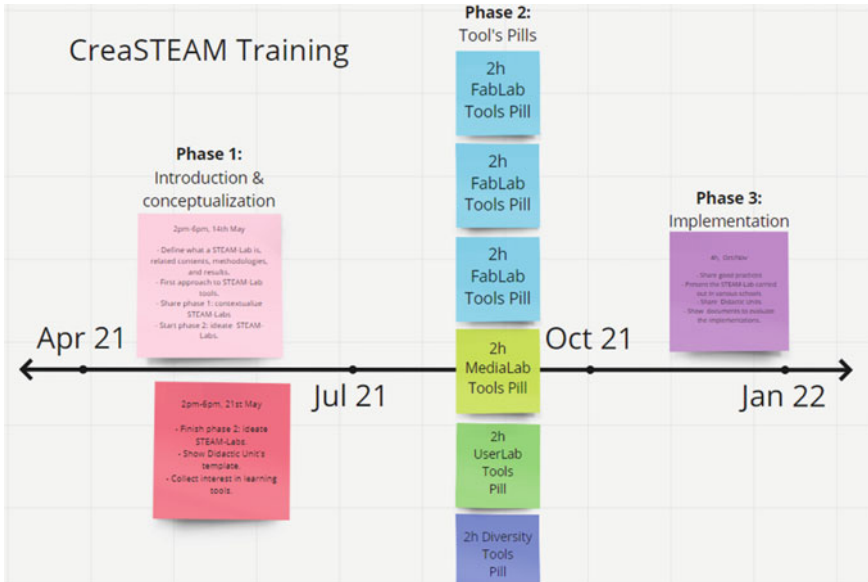 CreaSTEAM Training
Phase 1:
Introduction &
conceptualization
2pm-6pm, 14th May
- Define what a STEAM-Lab is,
related contents, methodologies,
and results.
- First approach to STEAM-Lab
tools.
- Share phase 1: contextualize
STEAM-Labs
- Start phase 2: ideate STEAM-
Labs.
2pm-6pm, 21st May
- Finish phase 2: ideate
STEAM-Labs.
- Show Didactic Unit's
template.
- Collect interest in learning
tools.
Phase 2:
Tool's Pills
2h
FabLab
Tools Pill
2h
FabLab
Tools Pill
2h
FabLab
Tools Pill
2h
MediaLab
Tools Pill
2h
UserLab
Tools
Pill
2h Diversity
Tools
Pill
Phase 3:
Implementation
4h, Oct/Nov
- Share good practices
- Present the STEAM-Lab carried
out in various schools.
- Share Didactic Units
- Show documents to evaluate
the implementations.
Apr 21
Jul 21
Oct 21
Jan 22